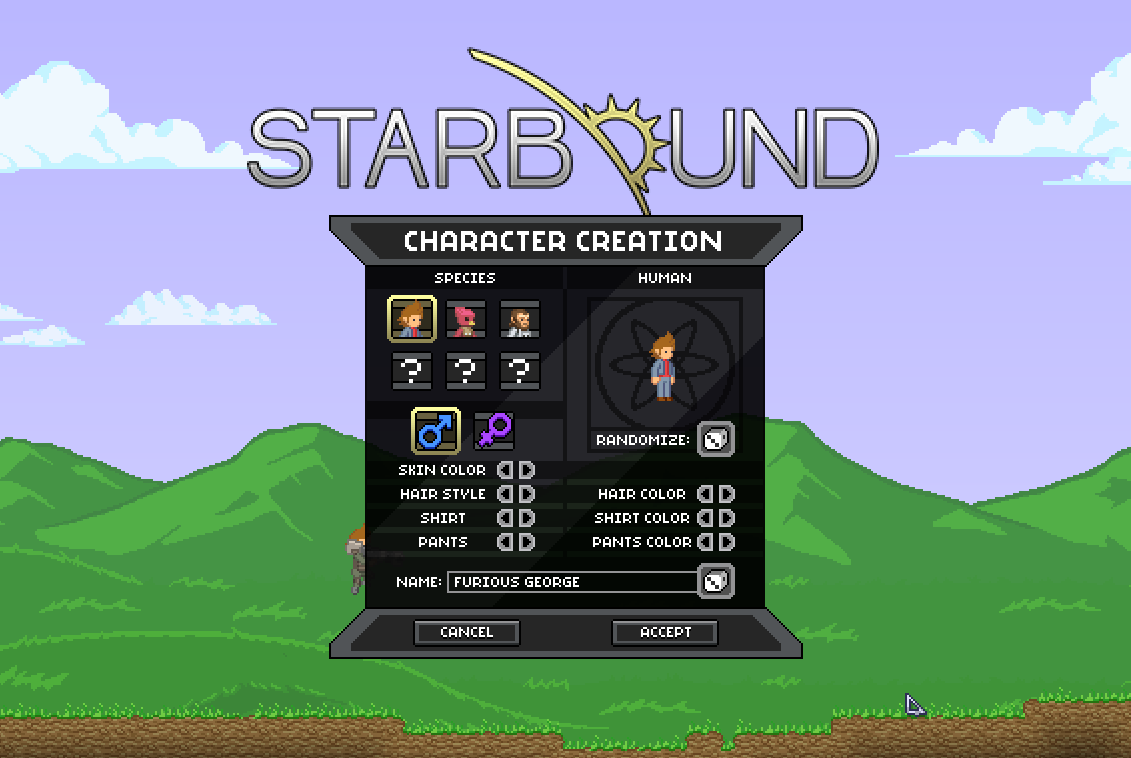 STARBOUND
CHARACTER CREATION
SPECIES
HUMAN
? ? ?
RANDOMIZE:
SKIN COLOR
HAIR STYLE
HAIR COLOR
SHIRT
SHIRT COLOR
PANTS
PANTS COLOR
NAME: FURIOUS GEORGE
CANCEL
ACCEPT